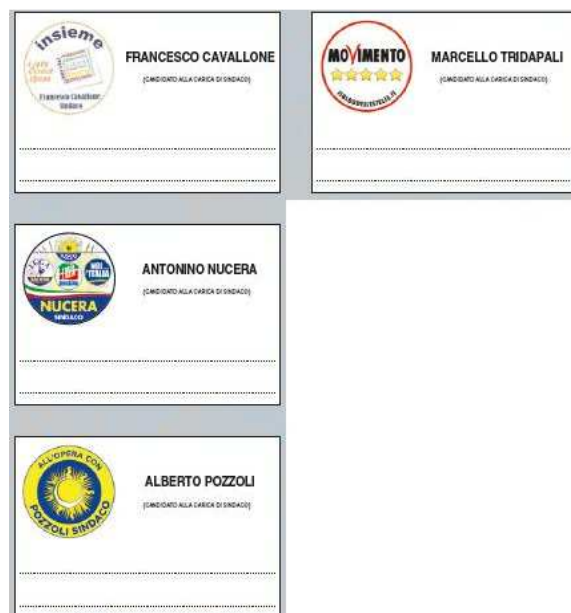 insieme
Francesco Cavallone
Sindaco
FRANCESCO CAVALLONE
(CANDIDATO ALLA CARICA DI SINDACO)
MOVIMENTO
MARCELLO TRIDAPALI
(CANDIDATO ALLA CARICA DI SINDACO)
NUCERA
SINDACO
ANTONINO NUCERA
(CANDIDATO ALLA CARICA DI SINDACO)
ALL'OPERA CON
POZZOLI SINDACO
ALBERTO POZZOLI
(CANDIDATO ALLA CARICA DI SINDACO)